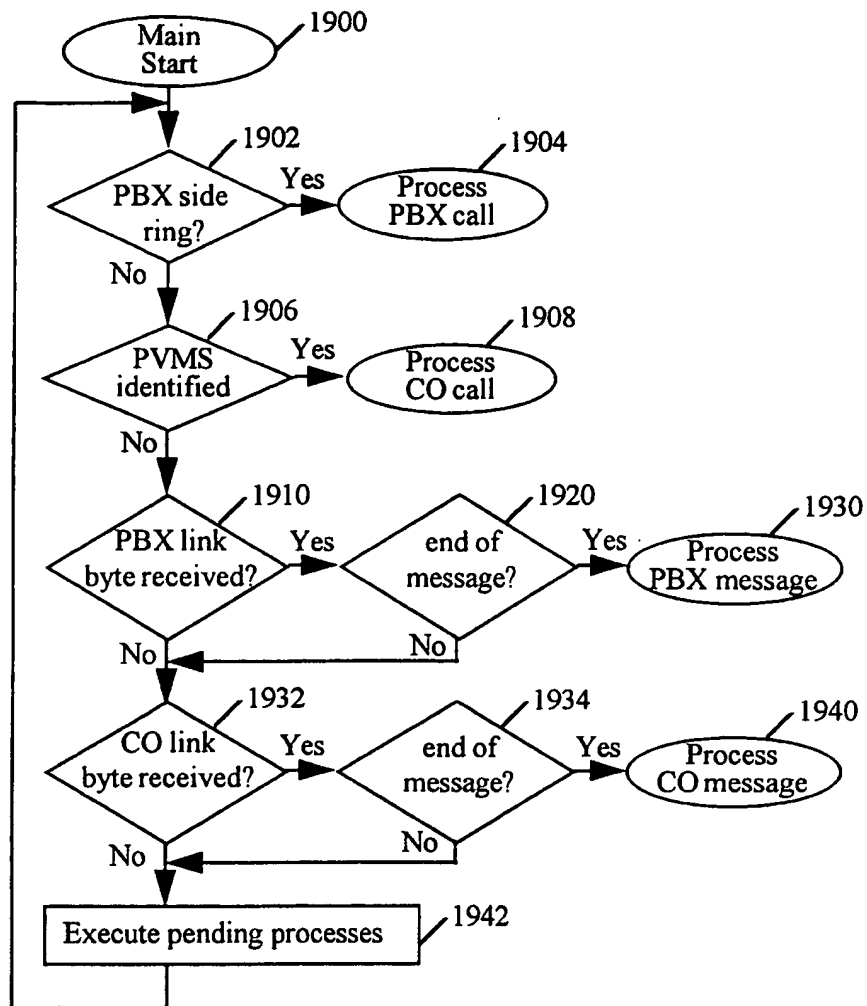 Main
Start
1900
1902
PBX side
ring?
Yes
No
1904
Process
PBX call
1906
PVMS
identified
Yes
No
1908
Process
CO call
1910
PBX link
byte received?
Yes
No
1920
end of
message?
Yes
No
1930
Process
PBX message
1932
CO link
byte received?
Yes
No
1934
end of
message?
Yes
No
1940
Process
CO message
Execute pending processes
1942